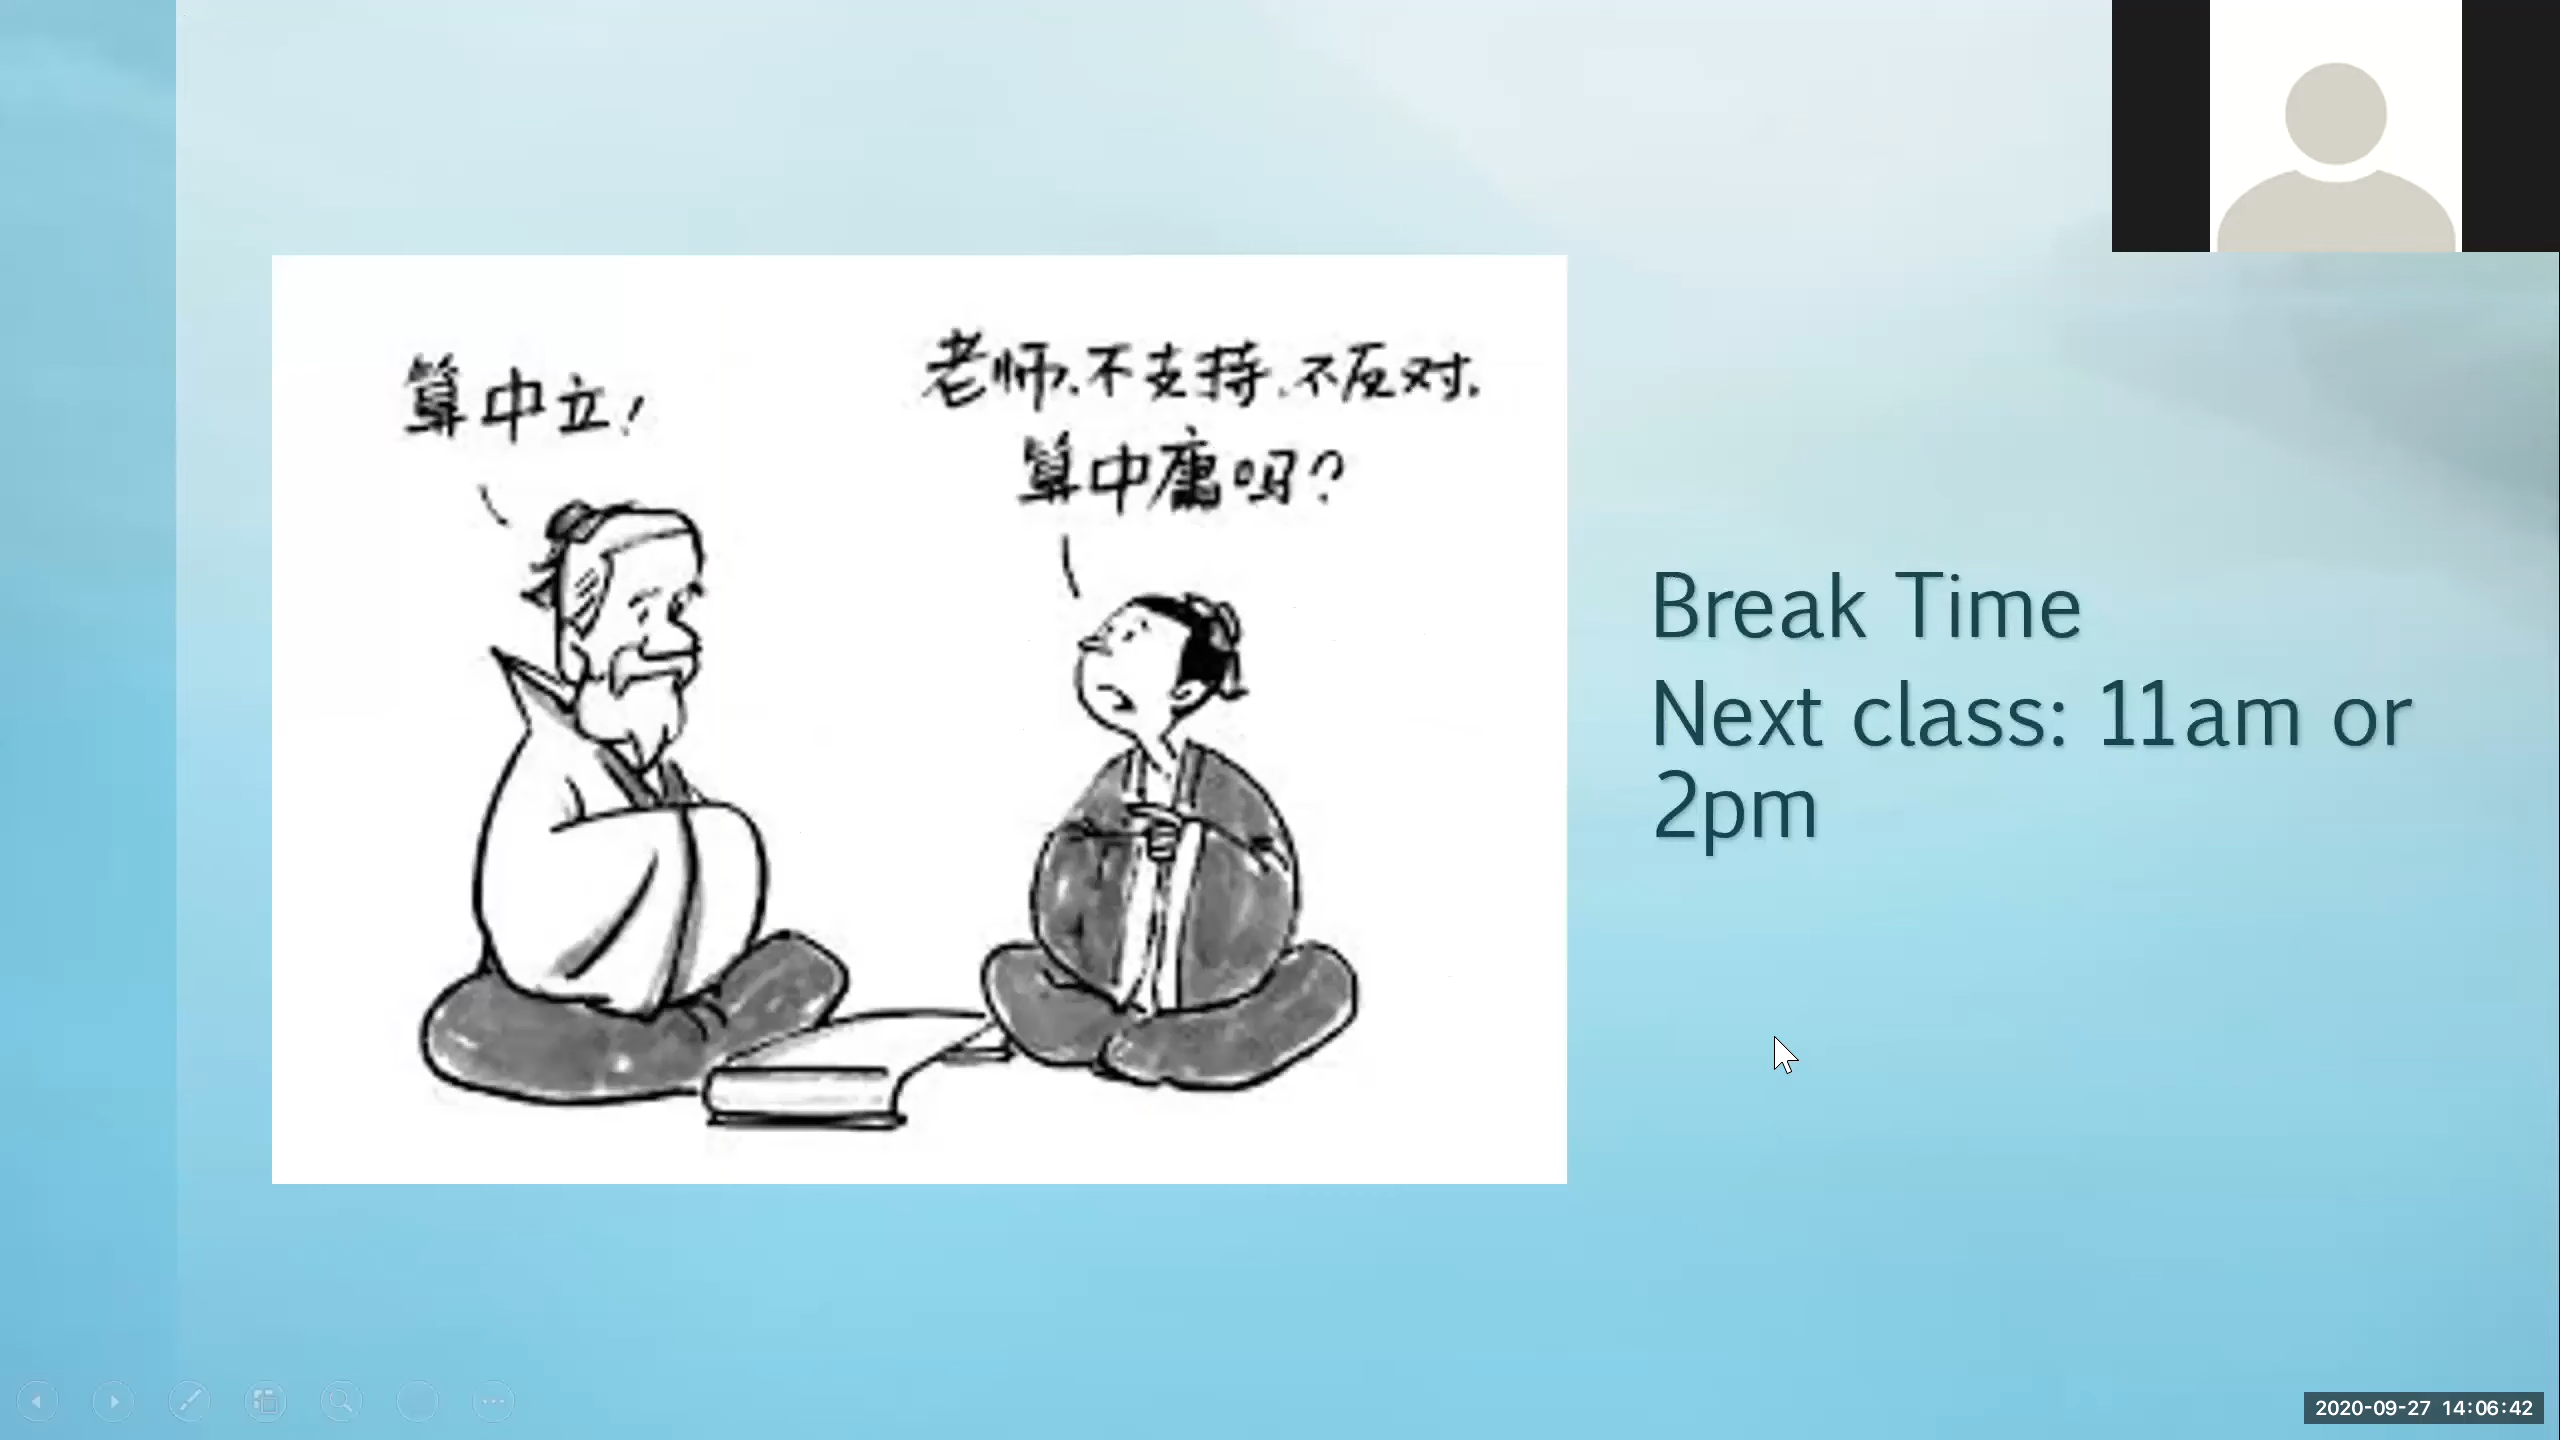 算中立!
老师、不支持、不反对、
算中庸吗?
Break Time
Next class: 11am or
2pm
2020-09-27 14:06:42